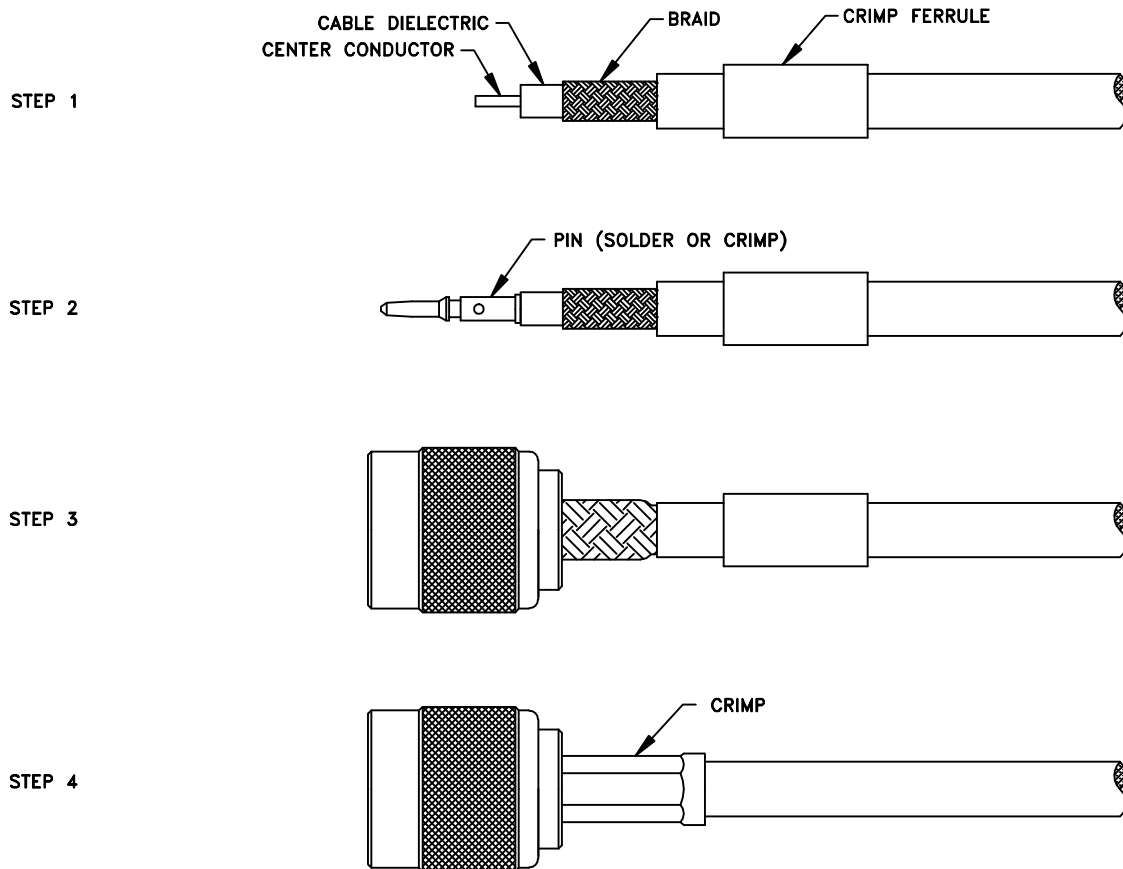 CABLE DIELECTRIC
CENTER CONDUCTOR
BRAID
CRIMP FERRULE
STEP 1
PIN (SOLDER OR CRIMP)
STEP 2
STEP 3
CRIMP
STEP 4